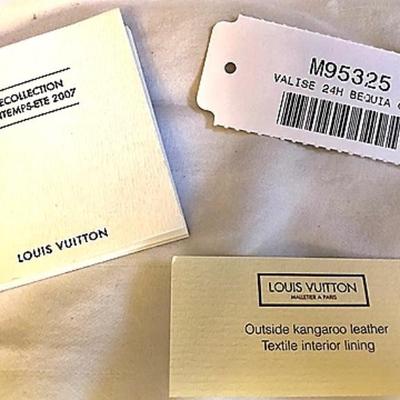 ECOLLECTION
TEMPS-ETE 2007
LOUIS VUITTON
M95325
VALISE 24H BEQUIA
LOUIS VUITTON
MALLETIER A PARIS
Outside kangaroo leather
Textile interior lining